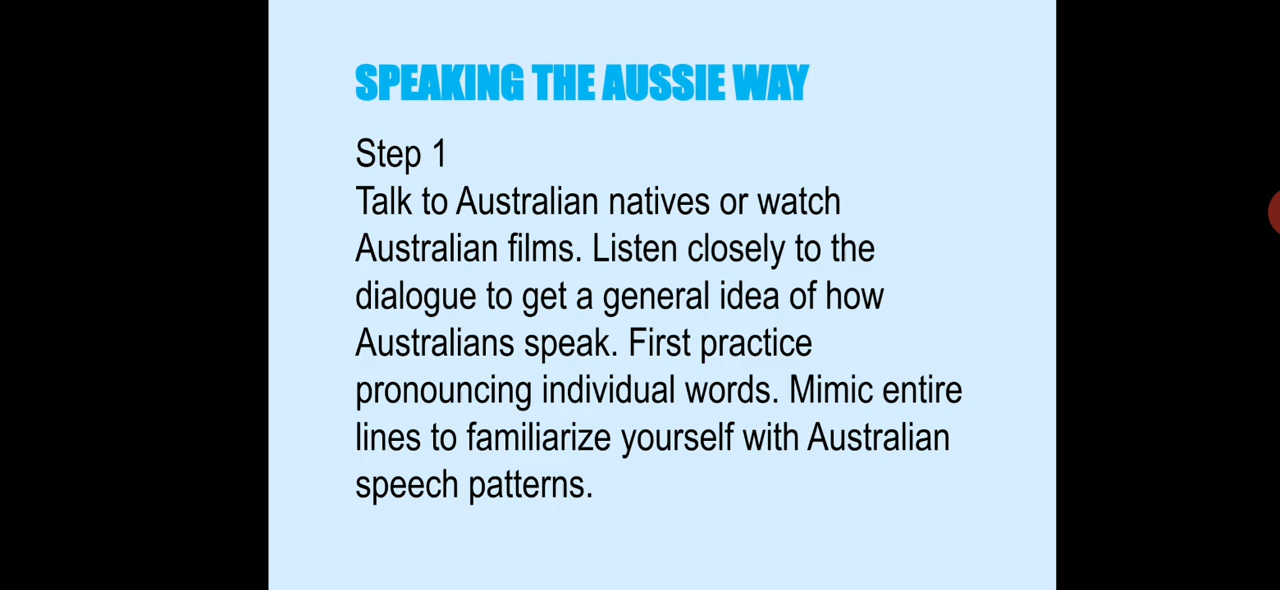 SPEAKING THE AUSSIE WAY
Step 1
Talk to Australian natives or watch
Australian films. Listen closely to the
dialogue to get a general idea of how
Australians speak. First practice
pronouncing individual words. Mimic entire
lines to familiarize yourself with Australian
speech patterns.